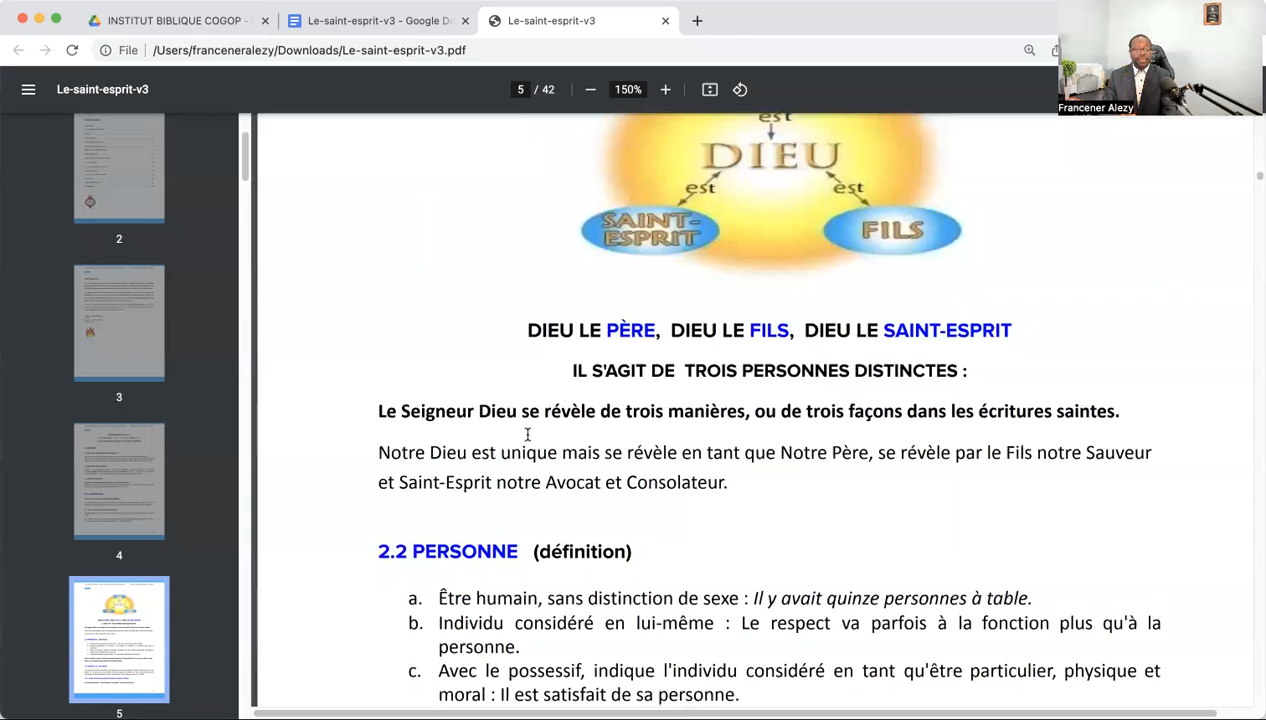 INSTITUT BIBLIQUE COGOP -
Le-saint-esprit-v3 - Google Do
Le-saint-esprit-v3
File /Users/franceneralezy/Downloads/Le-saint-esprit-v3.pdf
Le-saint-esprit-v3
5 / 42
150%
Francener Alezy
est
DIEU
est est
SAINT-
ESPRIT
FILS
DIEU LE PÈRE, DIEU LE FILS, DIEU LE SAINT-ESPRIT
IL S'AGIT DE TROIS PERSONNES DISTINCTES :
Le Seigneur Dieu se révèle de trois manières, ou de trois façons dans les écritures saintes.
Notre Dieu est unique mais se révèle en tant que Notre Père, se révèle par le Fils notre Sauveur
et Saint-Esprit notre Avocat et Consolateur.
2.2 PERSONNE (définition)
a. Être humain, sans distinction de sexe : Il y avait quinze personnes à table.
b. Individu considéré en lui-même : Le respect va parfois à la fonction plus qu'à la
personne.
c. Avec le possessif, indique l'individu considéré en tant qu'être particulier, physique et
moral : Il est satisfait de sa personne.
2
3
4
5